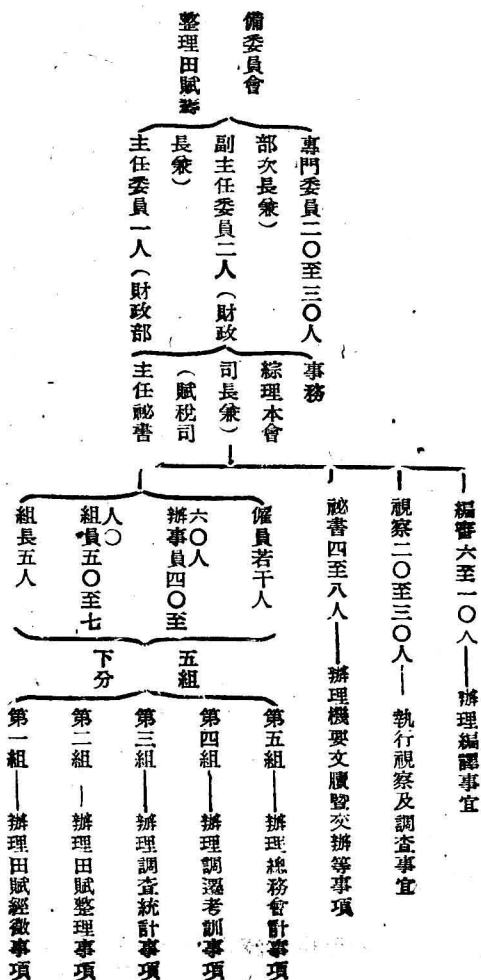 整理田賦籌
備委員會
主任委員一人（財政部
長兼）
副主任委員二人（財政
部次長兼）
專門委員二〇至三〇人
主任祕書
（賦稅司
司長兼）
綜理本會
事務
組長五人
組員五〇至七
人〇
辦事員四〇至
六〇人
僱員若干人
下分
五組
第一組——辦理田賦經徵事項
第二組——辦理田賦整理事項
第三組——辦理調査統計事項
第四組——辦理調遷考訓事項
第五組——辦理總務會計事項
祕書四至八人——辦理機要文牘暨交辦等事項
視察二〇至三〇人——執行視察及調査事宜
編審六至一〇人——辦理編譯事宜